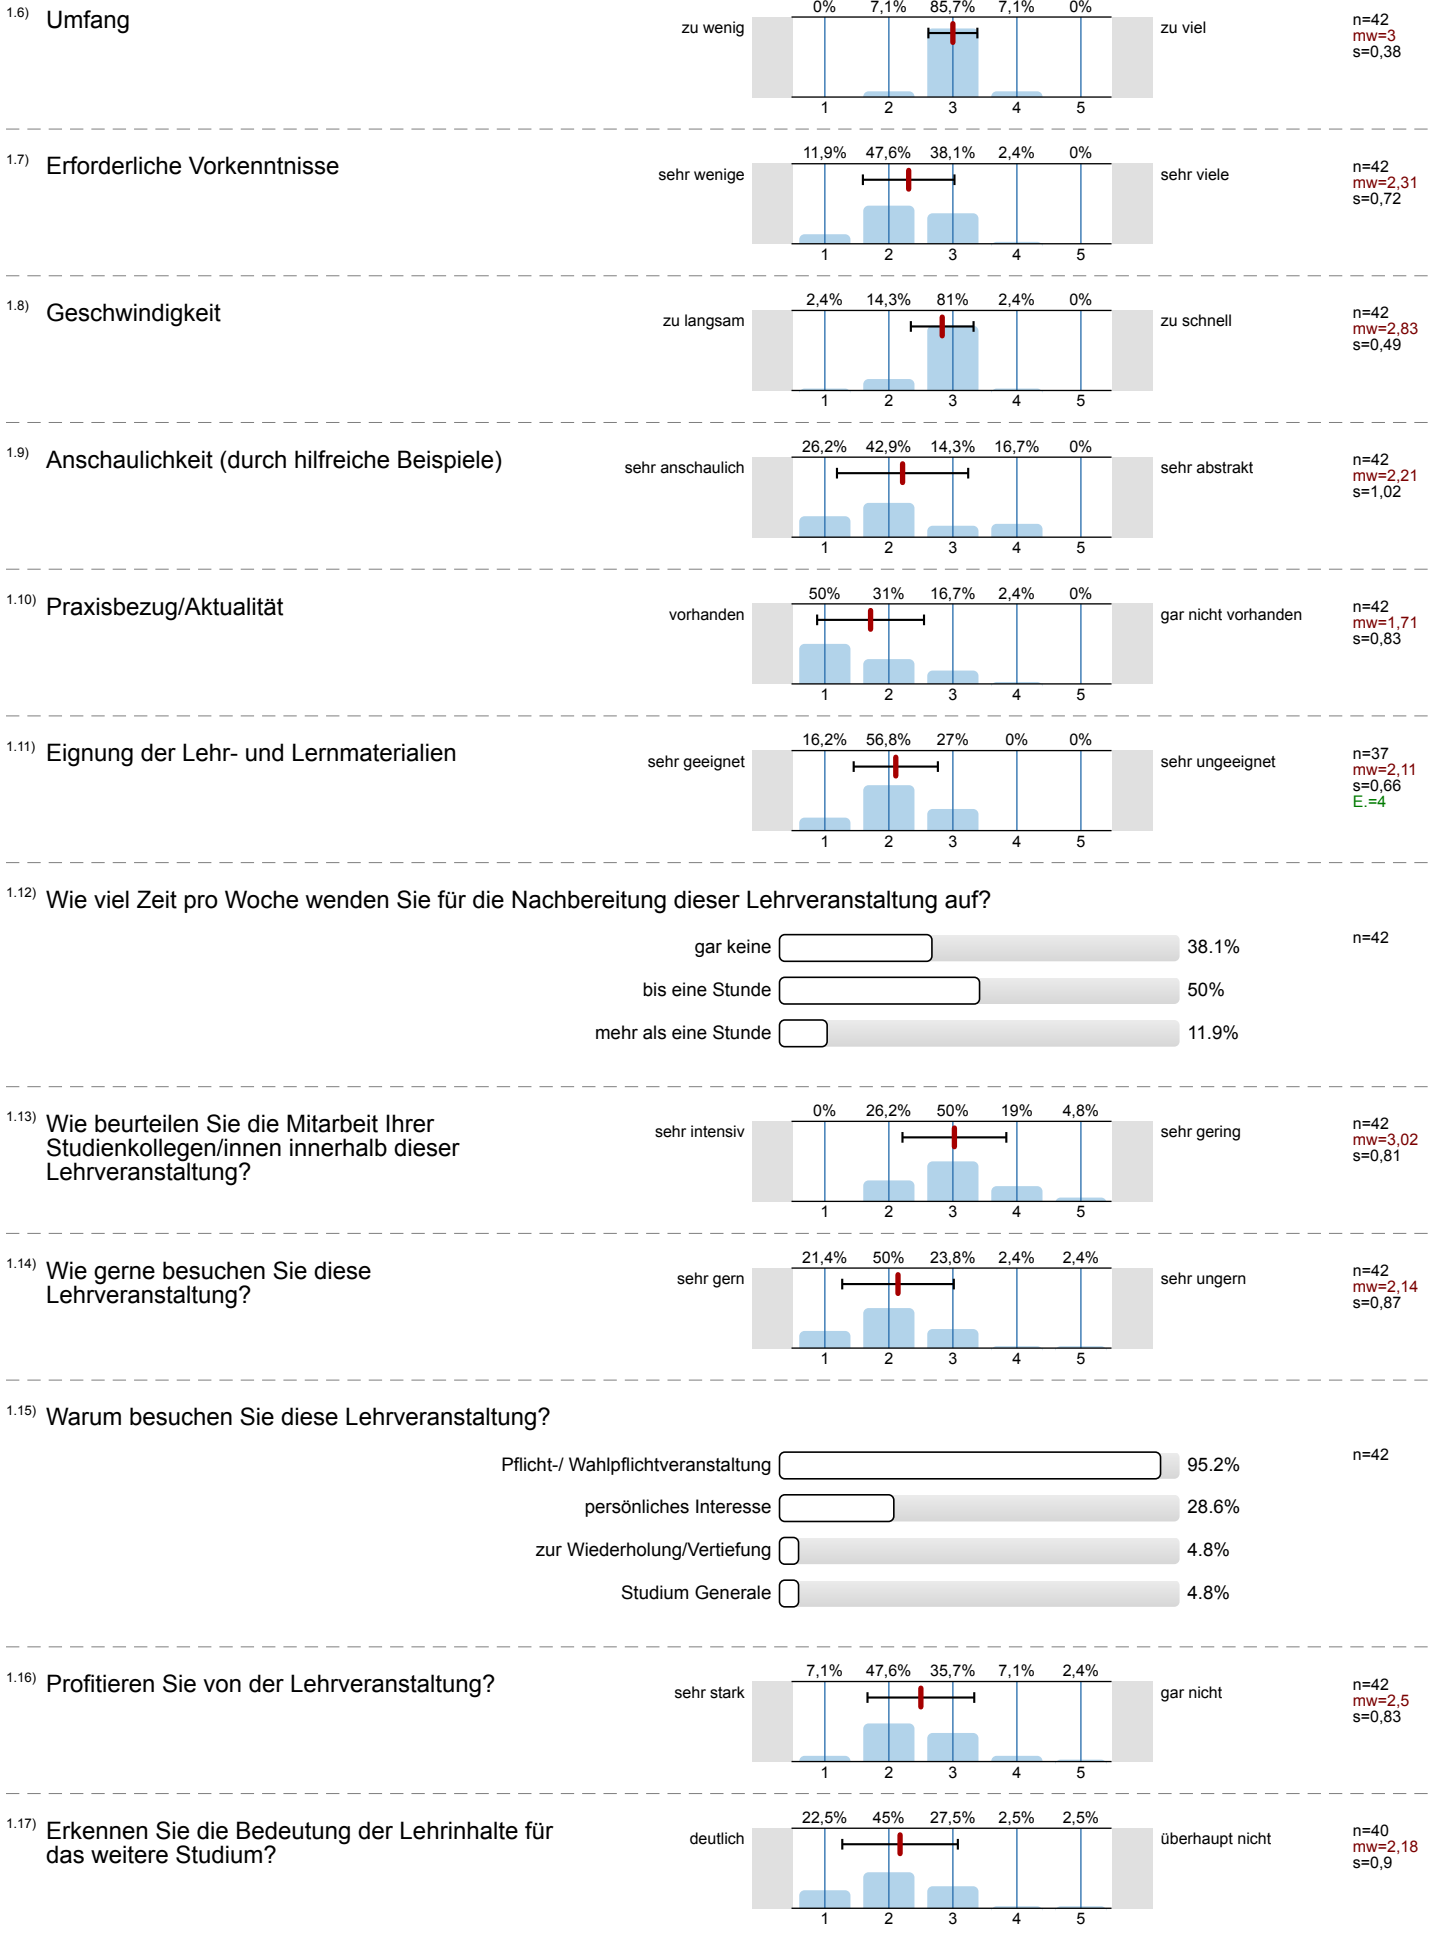 1.6) Umfang
0% 7,1% 85,7% 7,1% 0%
zu wenig
zu viel
n=42
mw=3
s=0,38
1 2 3 4 5
1.7) Erforderliche Vorkenntnisse
11,9% 47,6% 38,1% 2,4% 0%
sehr wenige
sehr viele
n=42
mw=2,31
s=0,72
1 2 3 4 5
1.8) Geschwindigkeit
2,4% 14,3% 81% 2,4% 0%
zu langsam
zu schnell
n=42
mw=2,83
s=0,49
1 2 3 4 5
1.9) Anschaulichkeit (durch hilfreiche Beispiele)
26,2% 42,9% 14,3% 16,7% 0%
sehr anschaulich
sehr abstrakt
n=42
mw=2,21
s=1,02
1 2 3 4 5
1.10) Praxisbezug/Aktualität
50% 31% 16,7% 2,4% 0%
vorhanden
gar nicht vorhanden
n=42
mw=1,71
s=0,83
1 2 3 4 5
1.11) Eignung der Lehr- und Lernmaterialien
16,2% 56,8% 27% 0% 0%
sehr geeignet
sehr ungeeignet
n=37
mw=2,11
s=0,66
E.=4
1 2 3 4 5
1.12) Wie viel Zeit pro Woche wenden Sie für die Nachbereitung dieser Lehrveranstaltung auf?
gar keine 38.1%
n=42
bis eine Stunde 50%
mehr als eine Stunde 11.9%
1.13) Wie beurteilen Sie die Mitarbeit Ihrer
Studienkollegen/innen innerhalb dieser
Lehrveranstaltung?
0% 26,2% 50% 19% 4,8%
sehr intensiv
sehr gering
n=42
mw=3,02
s=0,81
1 2 3 4 5
1.14) Wie gerne besuchen Sie diese
Lehrveranstaltung?
21,4% 50% 23,8% 2,4% 2,4%
sehr gern
sehr ungern
n=42
mw=2,14
s=0,87
1 2 3 4 5
1.15) Warum besuchen Sie diese Lehrveranstaltung?
Pflicht-/ Wahlpflichtveranstaltung 95.2%
n=42
persönliches Interesse 28.6%
zur Wiederholung/Vertiefung 4.8%
Studium Generale 4.8%
1.16) Profitieren Sie von der Lehrveranstaltung?
7,1% 47,6% 35,7% 7,1% 2,4%
sehr stark
gar nicht
n=42
mw=2,5
s=0,83
1 2 3 4 5
1.17) Erkennen Sie die Bedeutung der Lehrinhalte für
das weitere Studium?
22,5% 45% 27,5% 2,5% 2,5%
deutlich
überhaupt nicht
n=40
mw=2,18
s=0,9
1 2 3 4 5